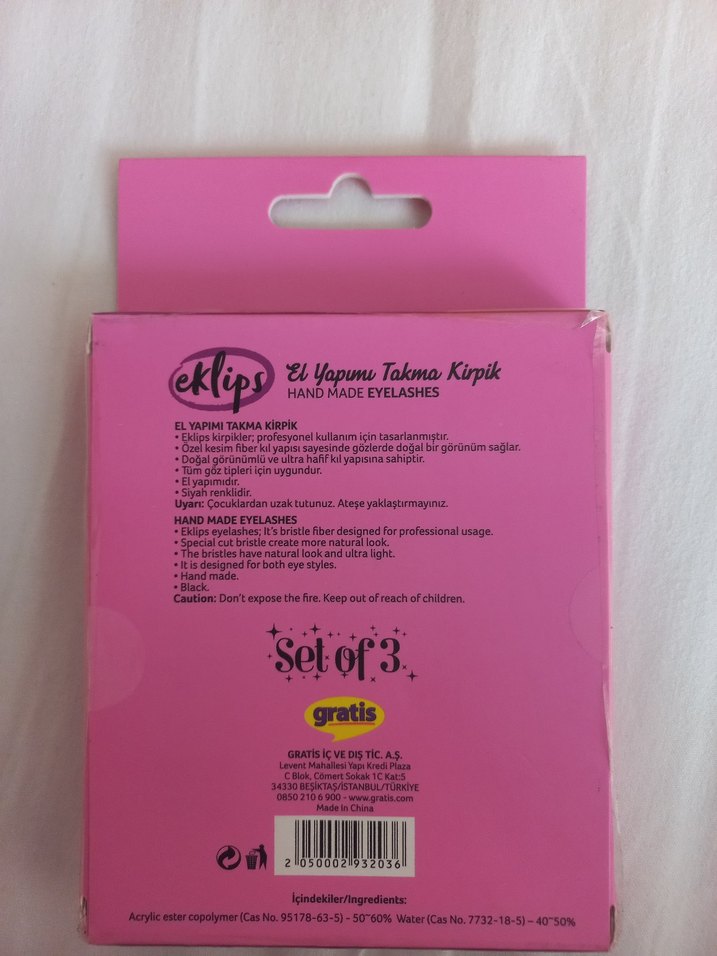 eklips
El Yapımı Takma Kirpik
HAND MADE EYELASHES
EL YAPIMI TAKMA KİRPİK
• Eklips kirpikler; profesyonel kullanım için tasarlanmıştır.
• Özel kesim fiber kıl yapısı sayesinde gözlerde doğal bir görünüm sağlar.
• Doğal görünümlü ve ultra hafif kıl yapısına sahiptir.
• Tüm göz tipleri için uygundur.
• El yapımıdır.
• Siyah renklidir.
Uyarı: Çocuklardan uzak tutunuz. Ateşe yaklaştırmayınız.
HAND MADE EYELASHES
• Eklips eyelashes; It's bristle fiber designed for professional usage.
• Special cut bristle create more natural look.
• The bristles have natural look and ultra light.
• It is designed for both eye styles.
• Hand made.
• Black.
Caution: Don't expose the fire. Keep out of reach of children.
Set of 3
gratis
GRATİS İÇ VE DIŞ TİC. A.Ş.
Levent Mahallesi Yapı Kredi Plaza
C Blok, Cömert Sokak 1C Kat:5
34330 BEŞİKTAŞ/İSTANBUL/TÜRKİYE
0850 210 6 900 - www.gratis.com
Made In China
2 050002 932036
İçindekiler/Ingredients:
Acrylic ester copolymer (Cas No. 95178-63-5) - 50~60% Water (Cas No. 7732-18-5) – 40~50%